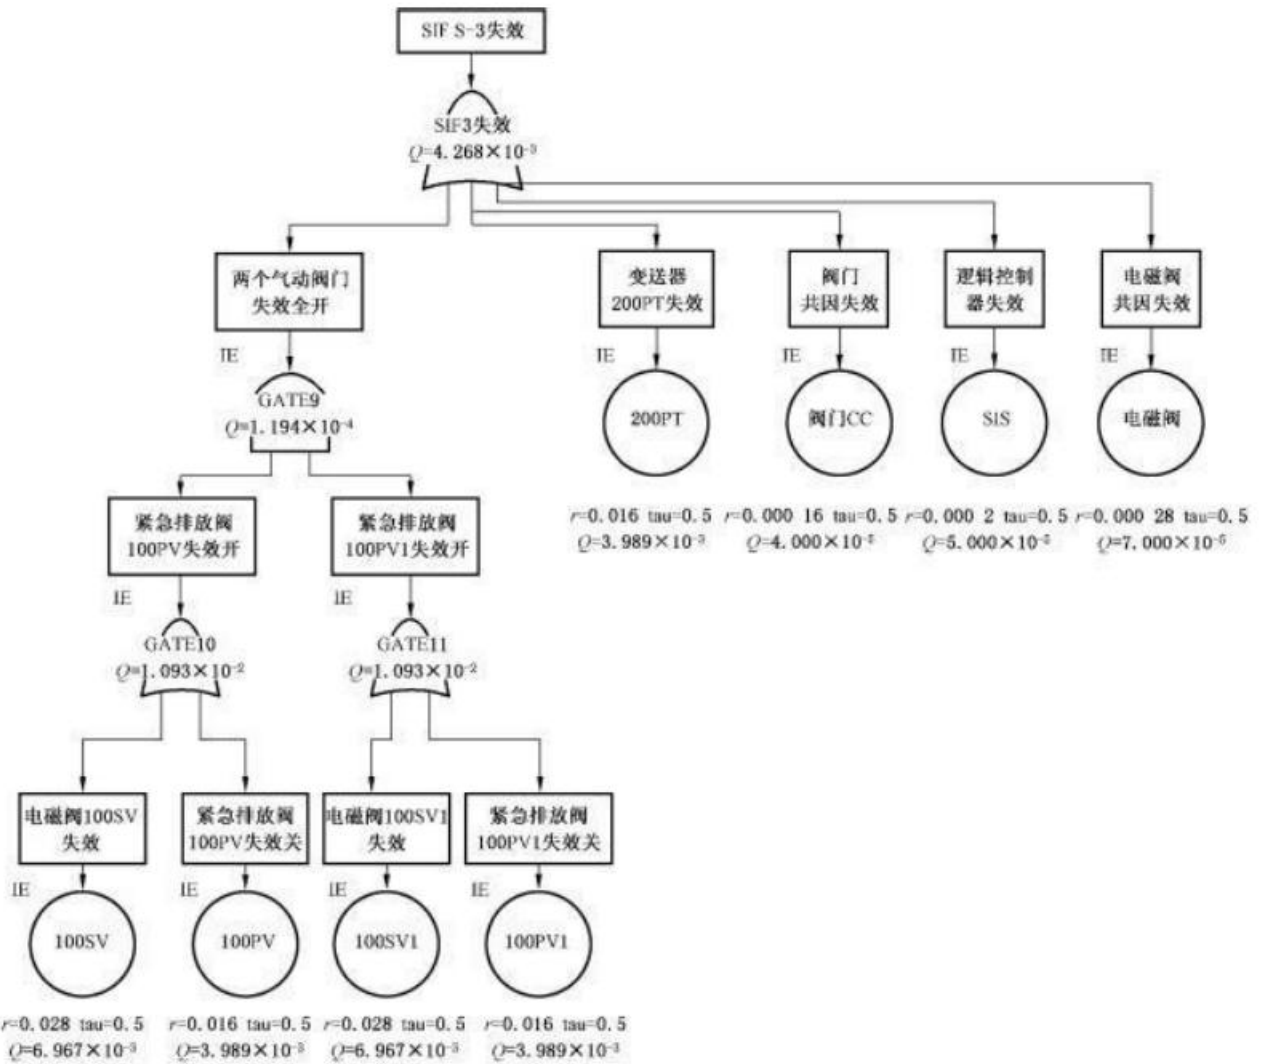 SIF S-3失效
SIF3失效
Q=4.268×10⁻³
两个气动阀门
失效全开
变送器
200PT失效
阀门
共因失效
逻辑控制
器失效
电磁阀
共因失效
IE
IE
IE
IE
IE
GATE9
Q=1.194×10⁻⁴
200PT
阀门CC
SIS
电磁阀
r=0.016 tau=0.5
Q=3.989×10⁻³
r=0.000 16 tau=0.5
Q=4.000×10⁻⁵
r=0.000 2 tau=0.5
Q=5.000×10⁻⁵
r=0.000 28 tau=0.5
Q=7.000×10⁻⁵
紧急排放阀
100PV失效开
紧急排放阀
100PV1失效开
IE
IE
GATE10
Q=1.093×10⁻²
GATE11
Q=1.093×10⁻²
电磁阀100SV
失效
紧急排放阀
100PV失效关
电磁阀100SV1
失效
紧急排放阀
100PV1失效关
IE
IE
IE
IE
100SV
100PV
100SV1
100PV1
r=0.028 tau=0.5
Q=6.967×10⁻³
r=0.016 tau=0.5
Q=3.989×10⁻³
r=0.028 tau=0.5
Q=6.967×10⁻³
r=0.016 tau=0.5
Q=3.989×10⁻³